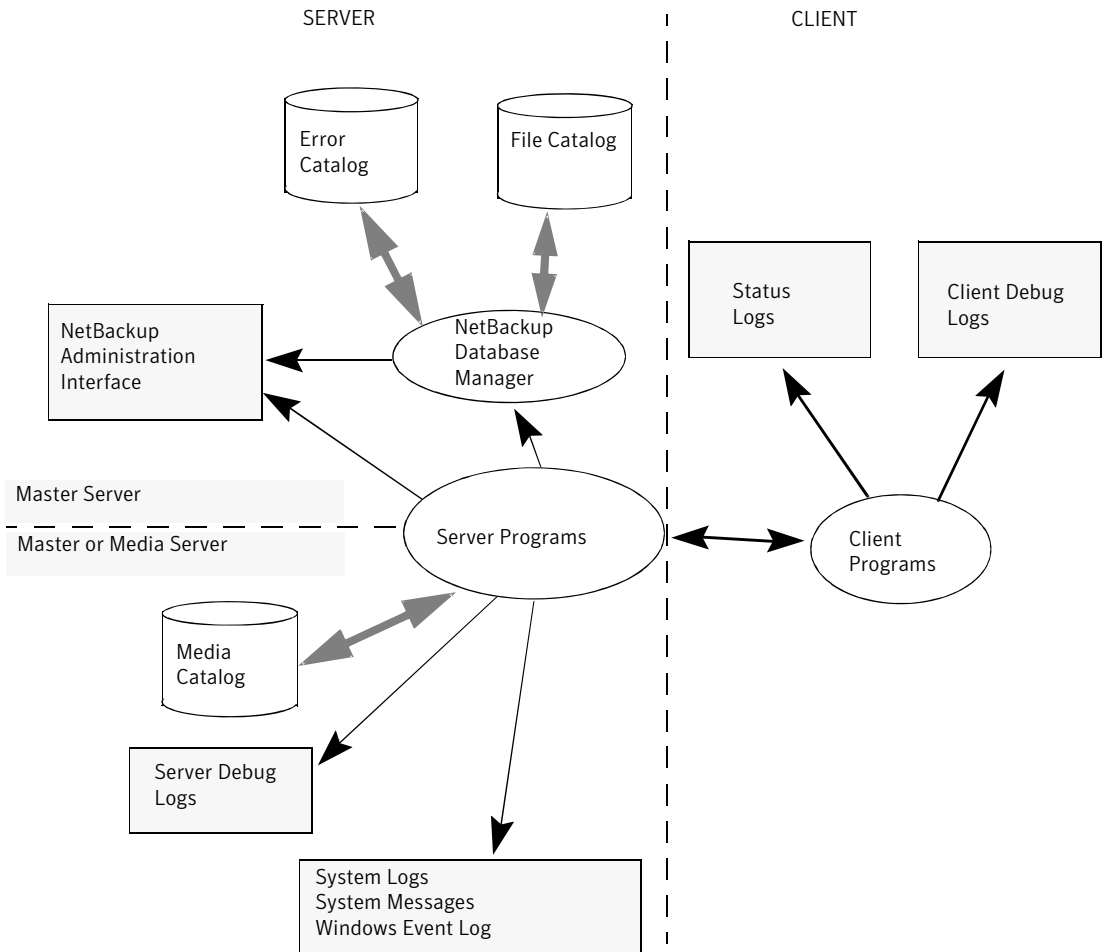 SERVER
CLIENT
Error
Catalog
File Catalog
Status
Logs
Client Debug
Logs
NetBackup
Administration
Interface
NetBackup
Database
Manager
Master Server
Master or Media Server
Server Programs
Client
Programs
Media
Catalog
Server Debug
Logs
System Logs
System Messages
Windows Event Log